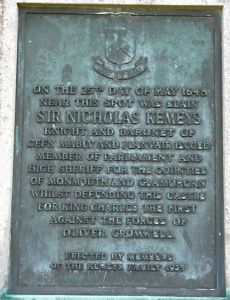 ON THE 25TH DAY OF MAY 1648
NEAR THIS SPOT WAS SLAIN
SIR NICHOLAS KEMEYS
KNIGHT AND BARONET OF
CEFN MABLY AND LLANVAIR ISCOED
MEMBER OF PARLIAMENT AND
HIGH SHERIFF FOR THE COUNTIES
OF MONMOUTH AND GLAMORGAN
WHILST DEFENDING THE CASTLE
FOR KING CHARLES THE FIRST
AGAINST THE FORCES OF
OLIVER CROMWELL
ERECTED BY MEMBERS
OF THE KEMEYS FAMILY